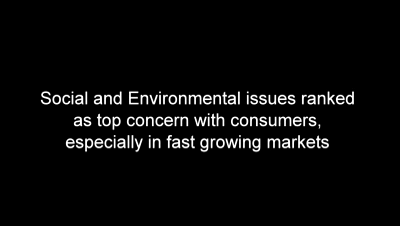 Social and Environmental issues ranked
as top concern with consumers,
especially in fast growing markets